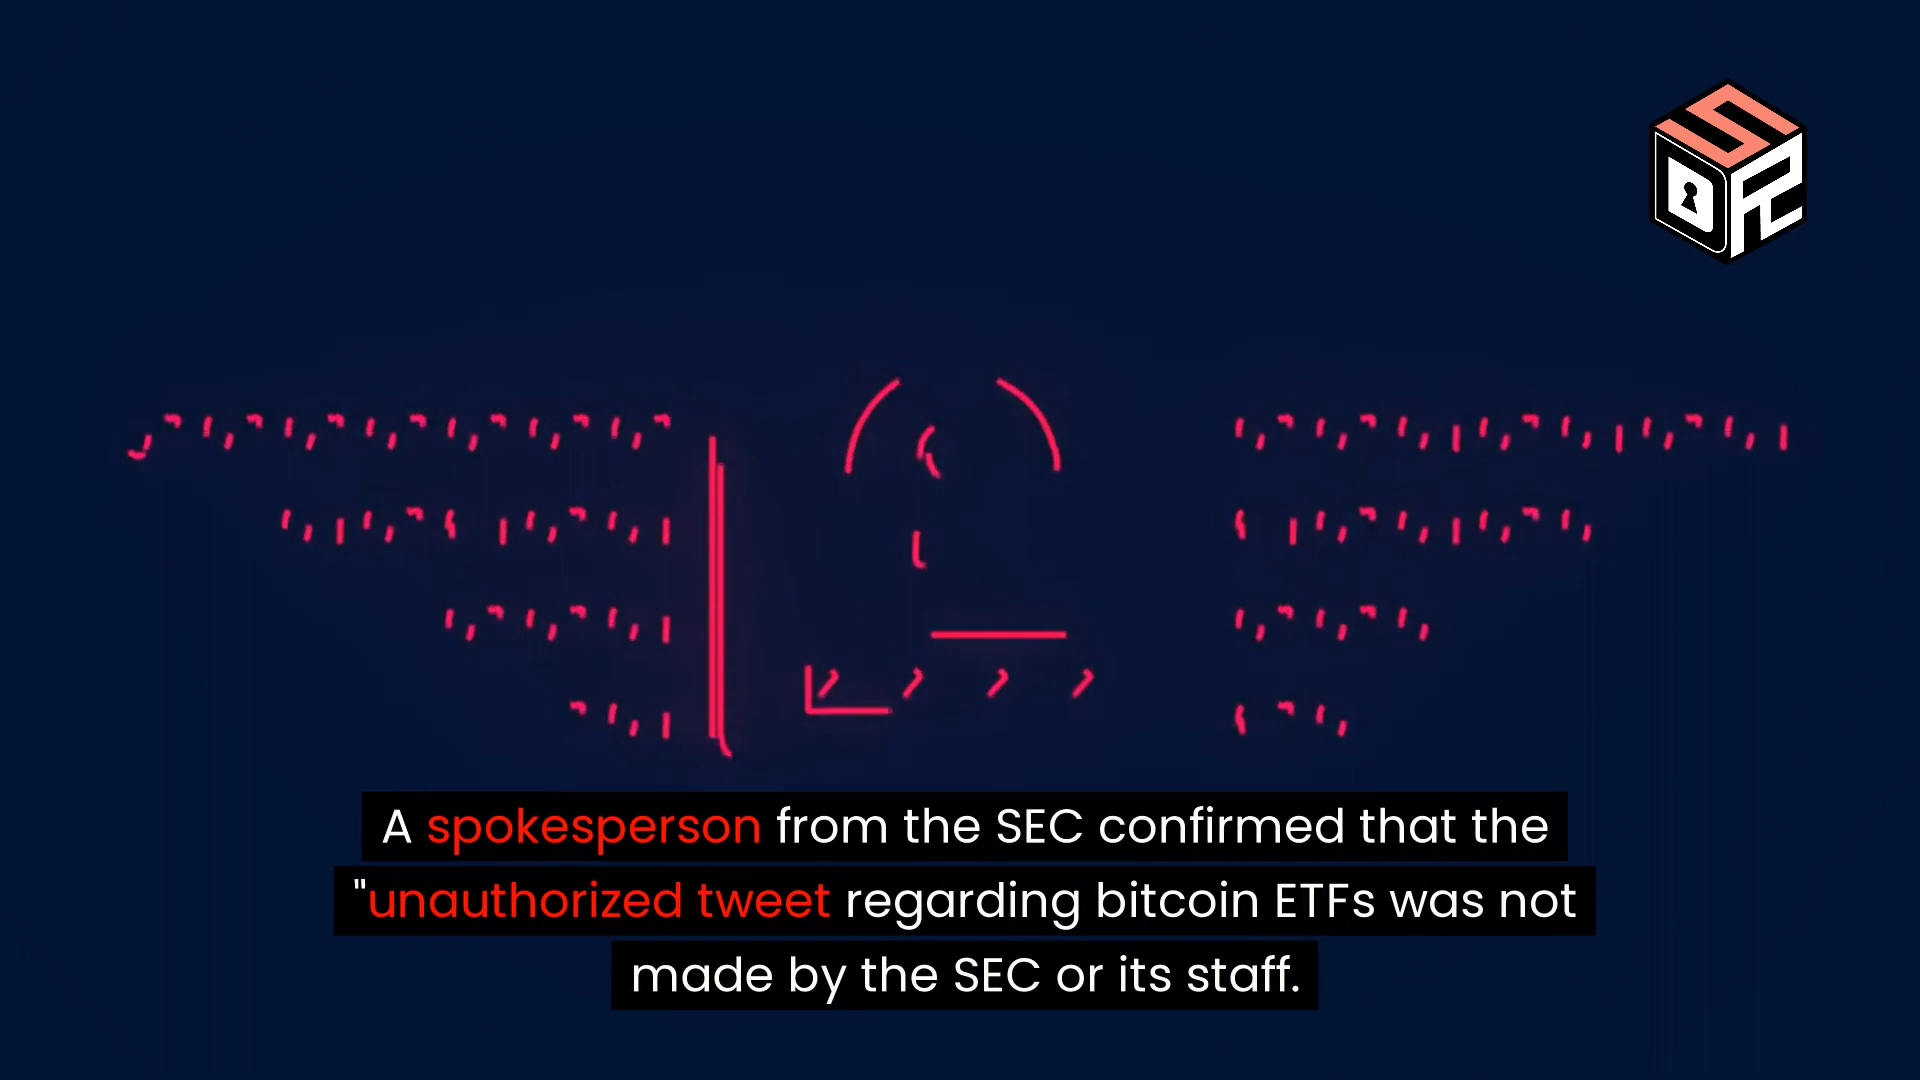 A spokesperson from the SEC confirmed that the
"unauthorized tweet regarding bitcoin ETFs was not
made by the SEC or its staff.